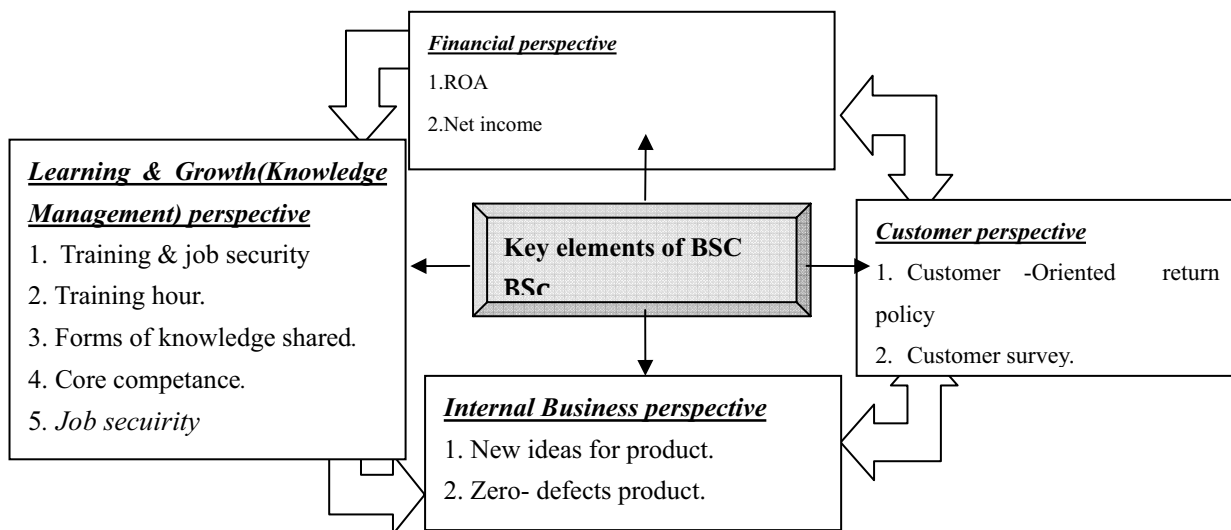 Financial perspective
1.ROA
2.Net income
Learning & Growth(Knowledge
Management) perspective
1. Training & job security
2. Training hour.
3. Forms of knowledge shared.
4. Core competance.
5. Job secuirity
Key elements of BSC
BSc
Customer perspective
1. Customer -Oriented return
policy
2. Customer survey.
Internal Business perspective
1. New ideas for product.
2. Zero- defects product.